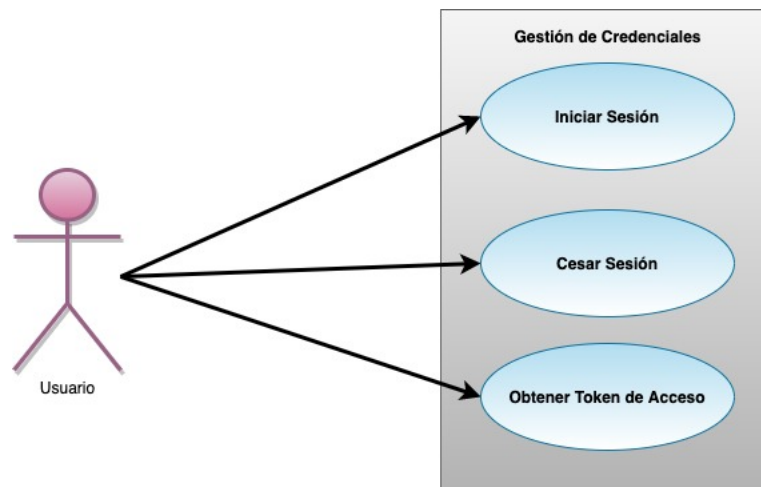 Gestión de Credenciales
Iniciar Sesión
Cesar Sesión
Obtener Token de Acceso
Usuario